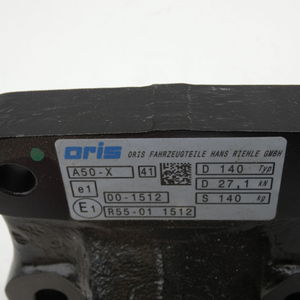 oris ORIS FAHRZEUGTEILE HANS RIEHLE GMBH
A50-X 41 D 140 Typ
e1 00-1512 D 27,1 kN
E1 R55-01 1512 S 140 kg